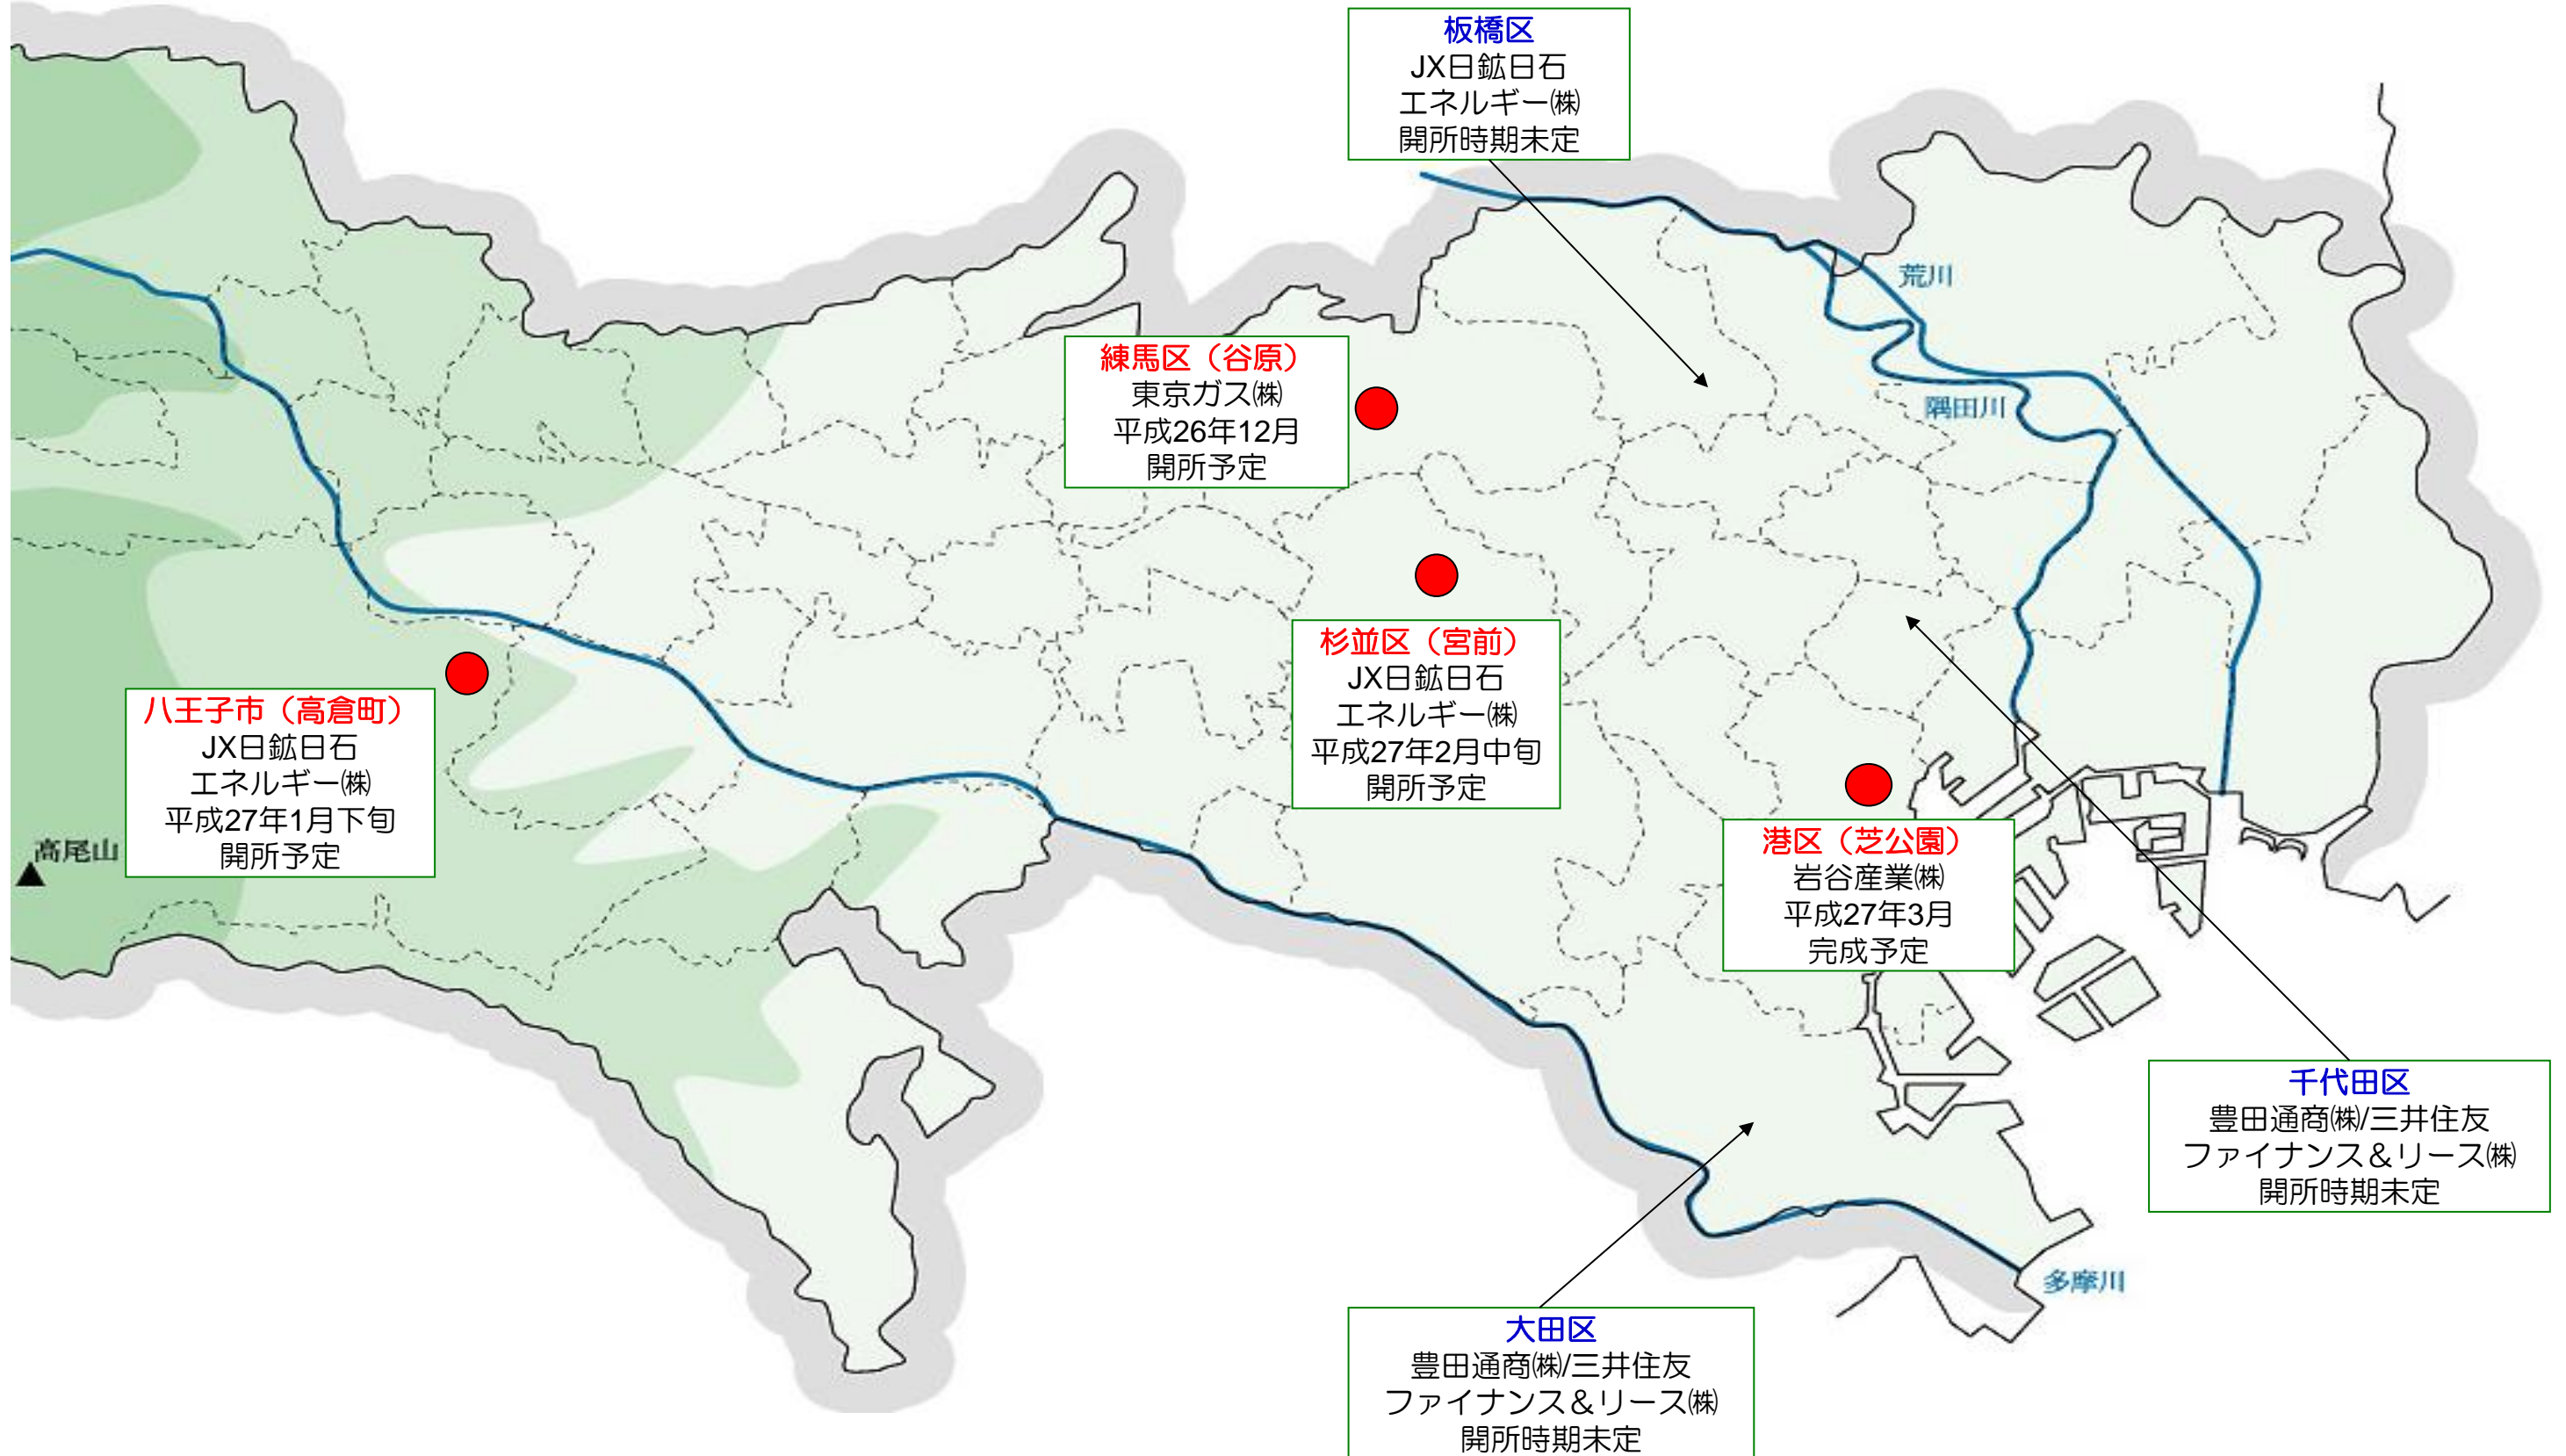 板橋区
JX日鉱日石
エネルギー㈱
開所時期未定
荒川
隅田川
練馬区（谷原）
東京ガス㈱
平成26年12月
開所予定
杉並区（宮前）
JX日鉱日石
エネルギー㈱
平成27年2月中旬
開所予定
八王子市（高倉町）
JX日鉱日石
エネルギー㈱
平成27年1月下旬
開所予定
高尾山
港区（芝公園）
岩谷産業㈱
平成27年3月
完成予定
千代田区
豊田通商㈱/三井住友
ファイナンス＆リース㈱
開所時期未定
多摩川
大田区
豊田通商㈱/三井住友
ファイナンス＆リース㈱
開所時期未定